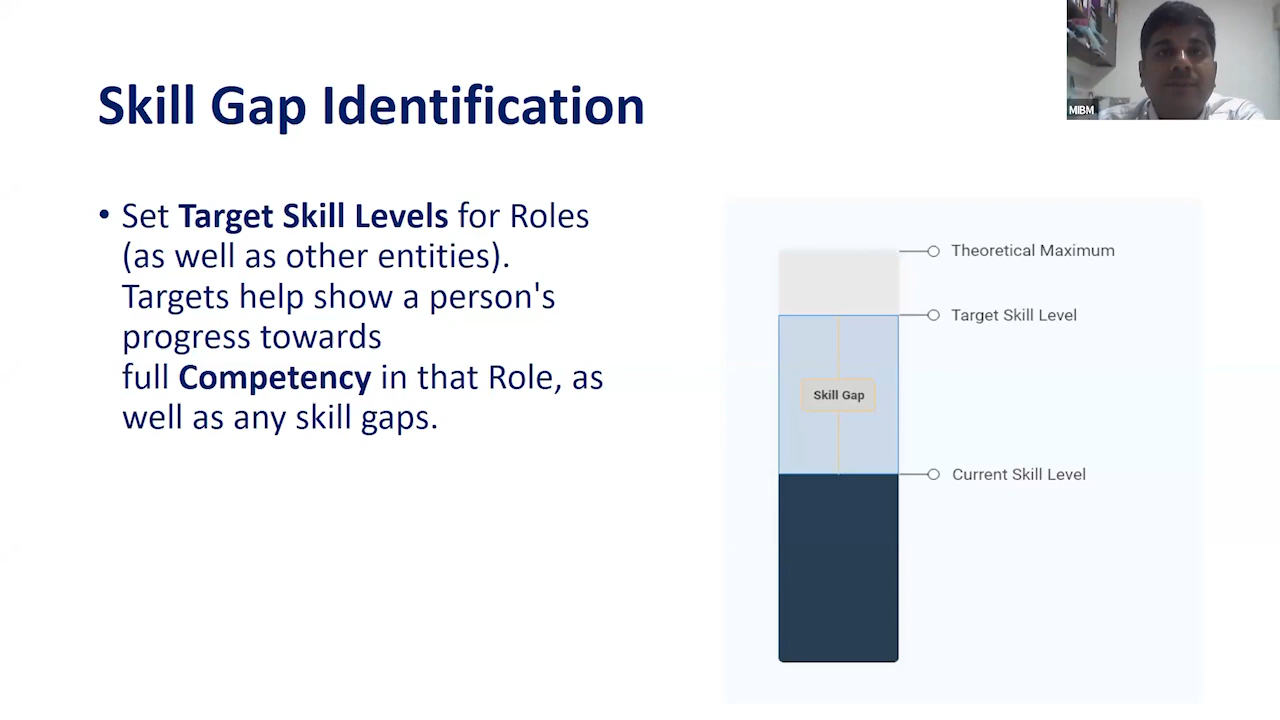 MIBM
Skill Gap Identification
• Set Target Skill Levels for Roles
(as well as other entities).
Targets help show a person's
progress towards
full Competency in that Role, as
well as any skill gaps.
Theoretical Maximum
Target Skill Level
Skill Gap
Current Skill Level